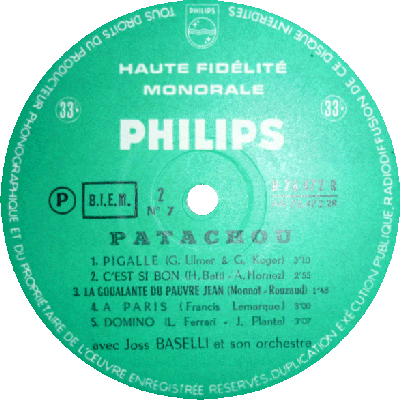 TOUS DROITS DU PRODUCTEUR PHONOGRAPHIQUE ET DU PROPRIÉTAIRE DE L'ŒUVRE ENREGISTRÉE RÉSERVÉS. DUPLICATION EXÉCUTION PUBLIQUE RADIODIFFUSION DE CE DISQUE INTERDITES
PHILIPS
HAUTE FIDÉLITÉ
MONORALE
33 33
PHILIPS
P B.I.E.M. 2
N° 7
PATACHOU
1. PIGALLE (G. Ulmer & G. Koger) 3'10
2. C'EST SI BON (H. Betti - A. Hornez) 2'55
3. LA GOUALANTE DU PAUVRE JEAN (Monnot - Rouzaud) 1'48
4. A PARIS (Francis Lemarque) 3'00
5. DOMINO (L. Ferrari - J. Plante) 3'07
avec Joss BASELLI et son orchestre